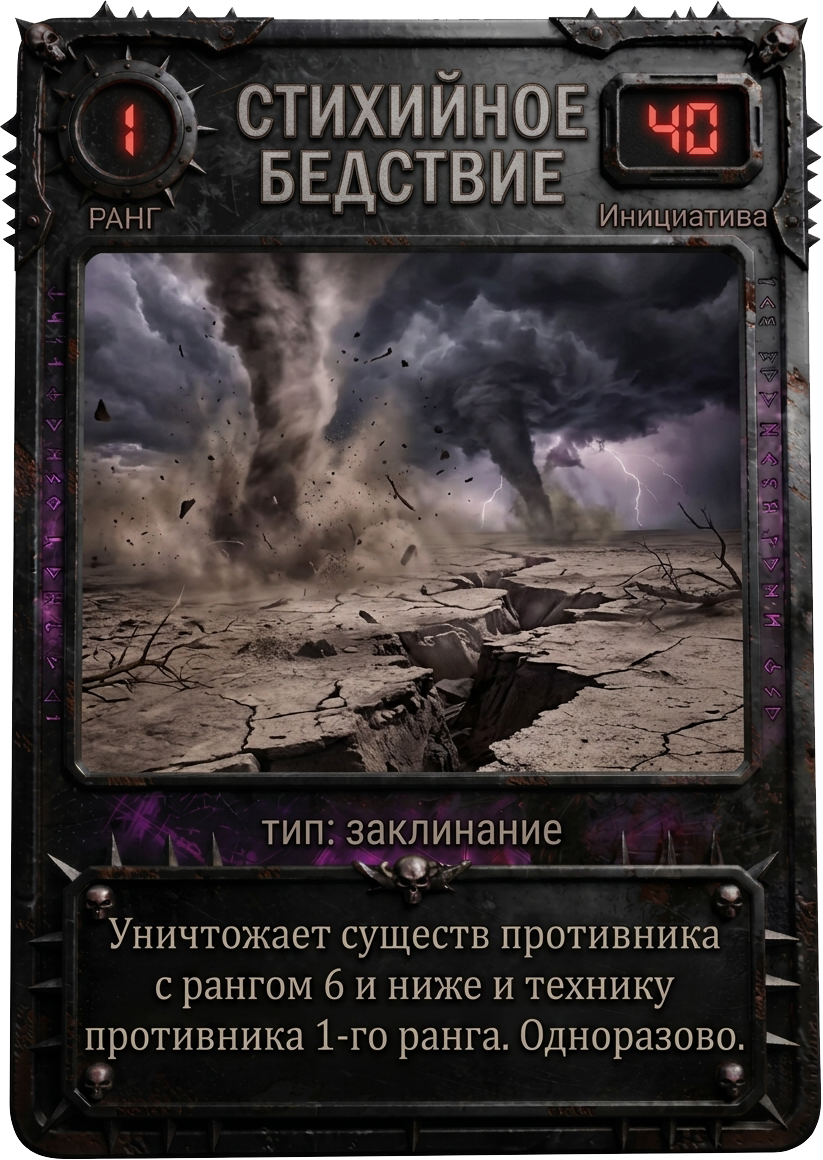 1
СТИХИЙНОЕ
БЕДСТВИЕ
40
РАНГ
Инициатива
тип: заклинание
Уничтожает существ противника
с рангом 6 и ниже и технику
противника 1-го ранга. Одноразово.